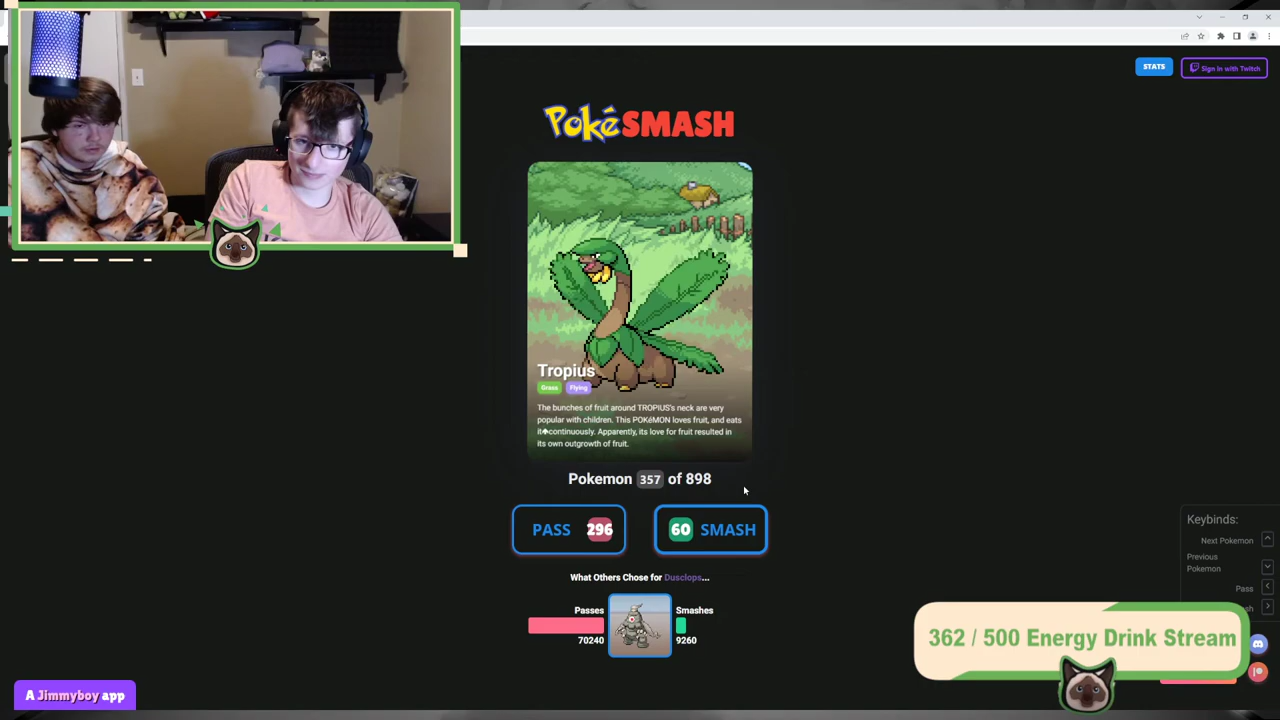 STATS
Sign in with Twitch
PokéSMASH
Tropius
Grass Flying
The bunches of fruit around TROPIUS's neck are very
popular with children. This POKéMON loves fruit, and eats
it♠continuously. Apparently, its love for fruit resulted in
its own outgrowth of fruit.
Pokemon 357 of 898
PASS 296
60 SMASH
What Others Chose for Dusclops...
Passes
70240
Smashes
9260
Keybinds:
Next Pokemon
Previous
Pokemon
Pass
362 / 500 Energy Drink Stream
A Jimmyboy app